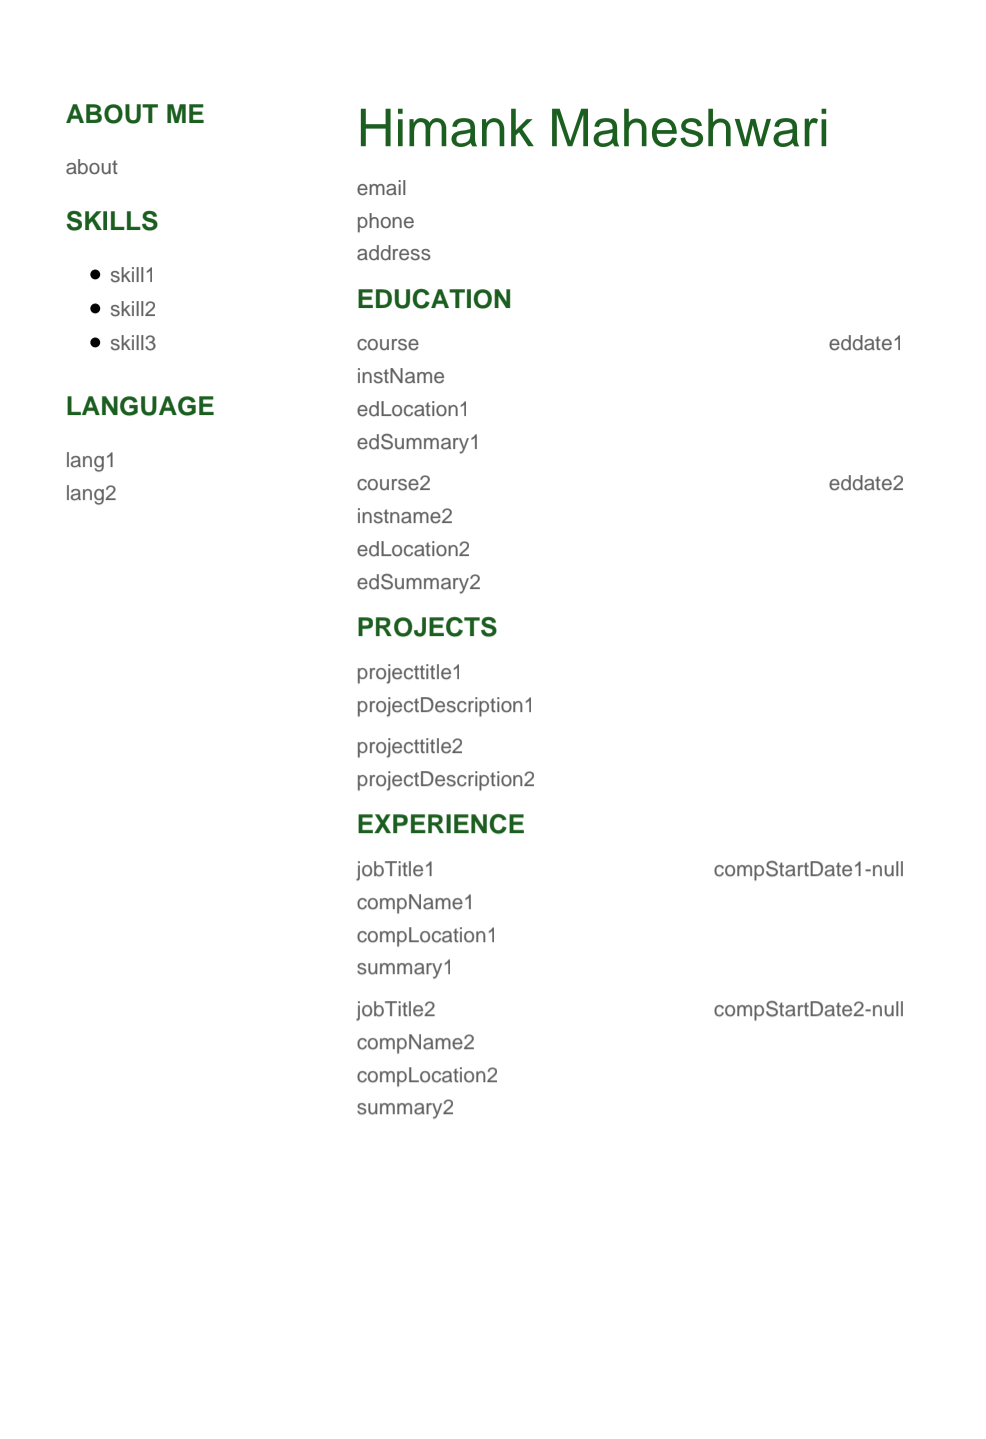 ABOUT ME
about
SKILLS
skill1
skill2
skill3
LANGUAGE
lang1
lang2
Himank Maheshwari
email
phone
address
EDUCATION
course eddate1
instName
edLocation1
edSummary1
course2 eddate2
instname2
edLocation2
edSummary2
PROJECTS
projecttitle1
projectDescription1
projecttitle2
projectDescription2
EXPERIENCE
jobTitle1 compStartDate1-null
compName1
compLocation1
summary1
jobTitle2 compStartDate2-null
compName2
compLocation2
summary2